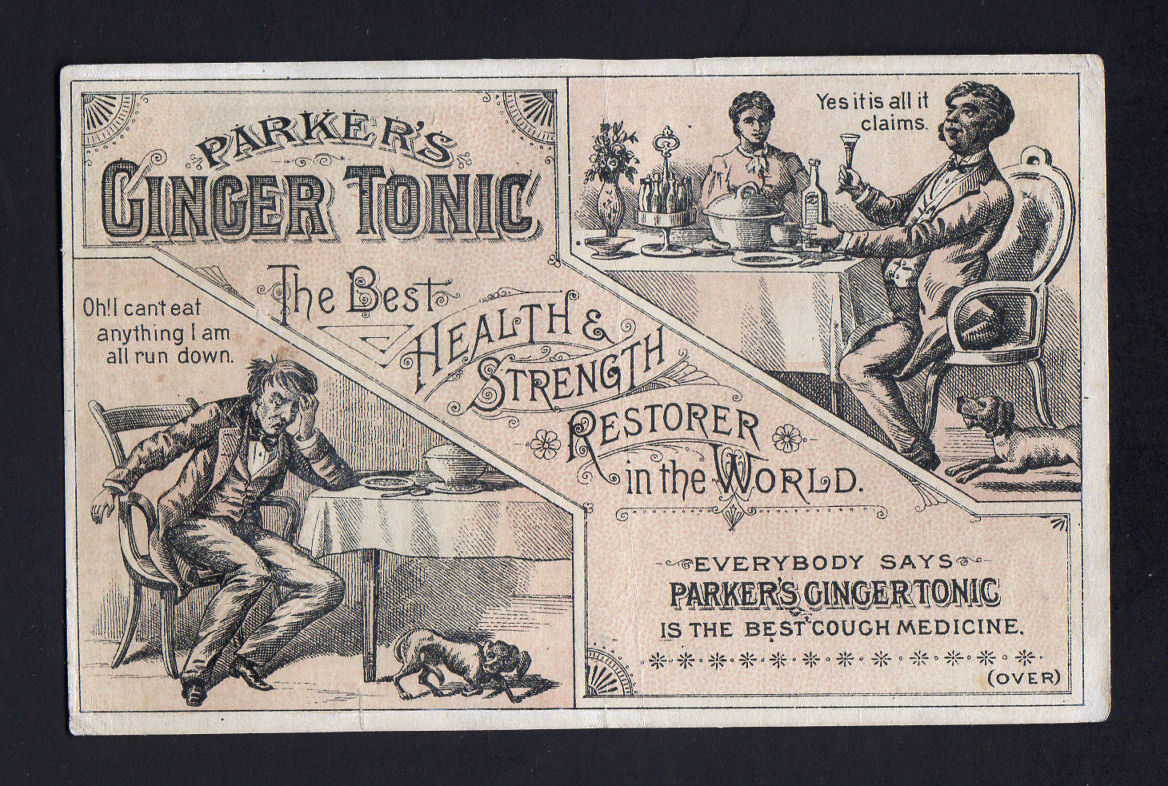 PARKER'S
GINGER TONIC
The Best
HEALTH &
STRENGTH
RESTORER
in the WORLD.
Yes it is all it
claims.
Oh! I can't eat
anything I am
all run down.
EVERYBODY SAYS
PARKER'S GINGER TONIC
IS THE BEST COUGH MEDICINE.
(OVER)